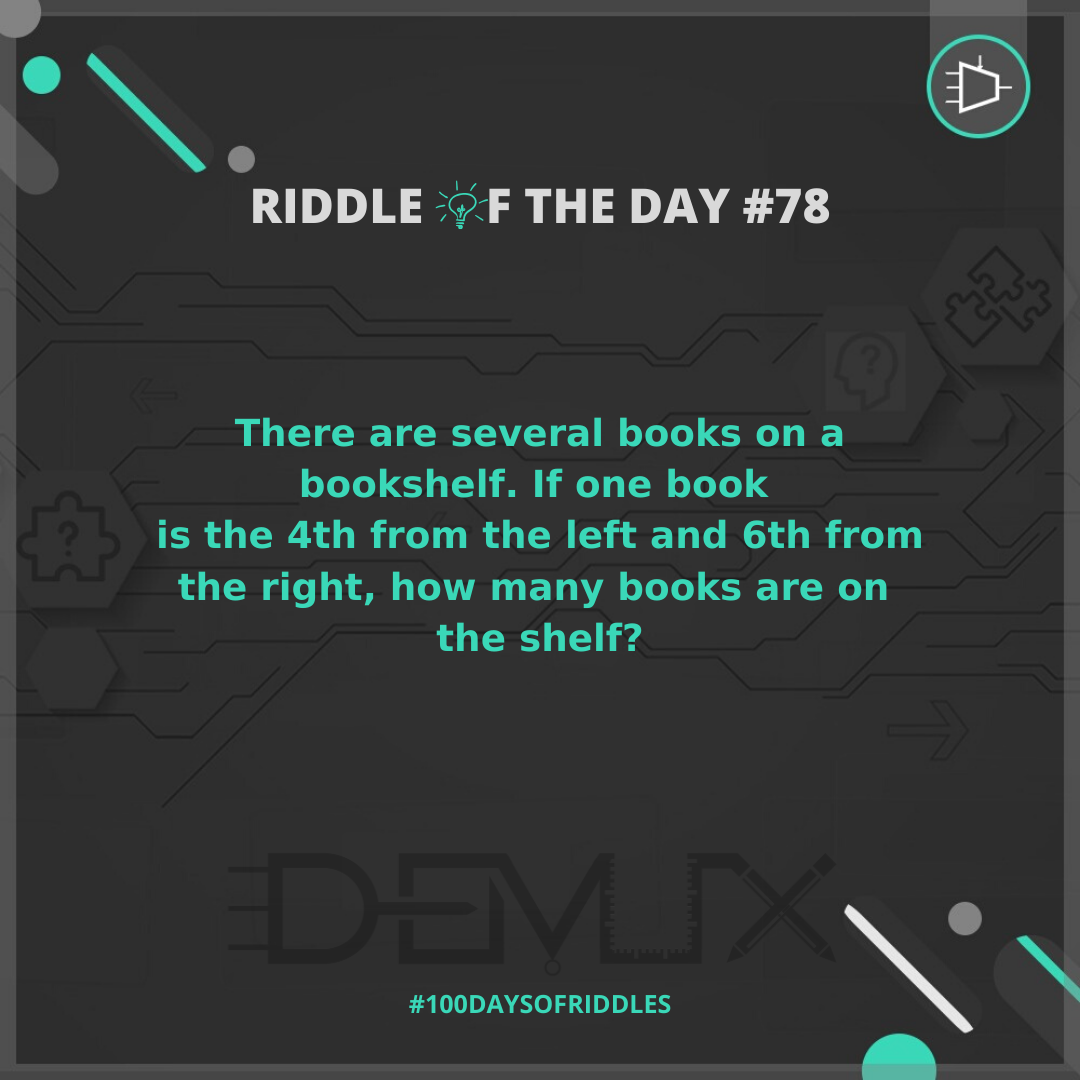 RIDDLE OF THE DAY #78
There are several books on a
bookshelf. If one book
is the 4th from the left and 6th from
the right, how many books are on
the shelf?
DEMUX
#100DAYSOFRIDDLES